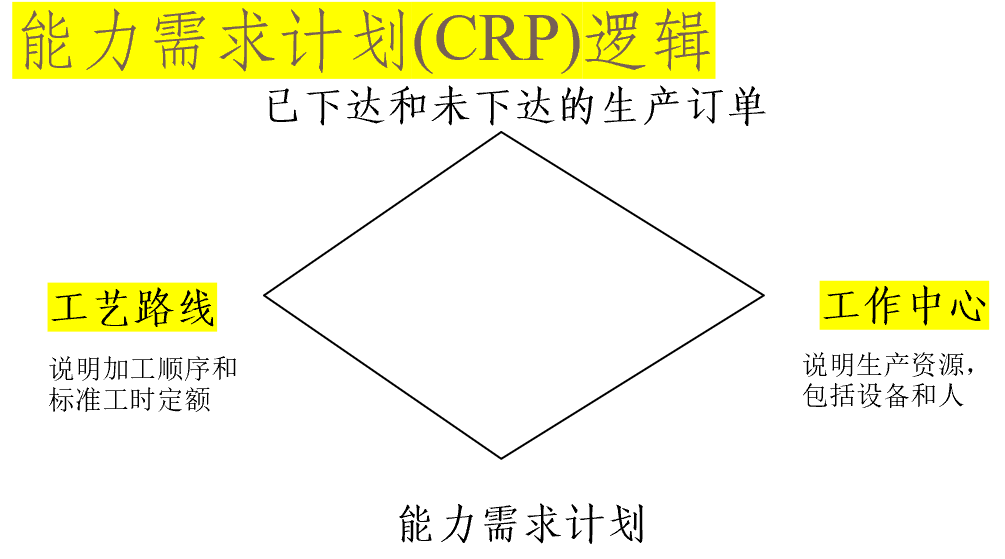 能力需求计划(CRP)逻辑
已下达和未下达的生产订单
工艺路线
说明加工顺序和
标准工时定额
工作中心
说明生产资源，
包括设备和人
能力需求计划